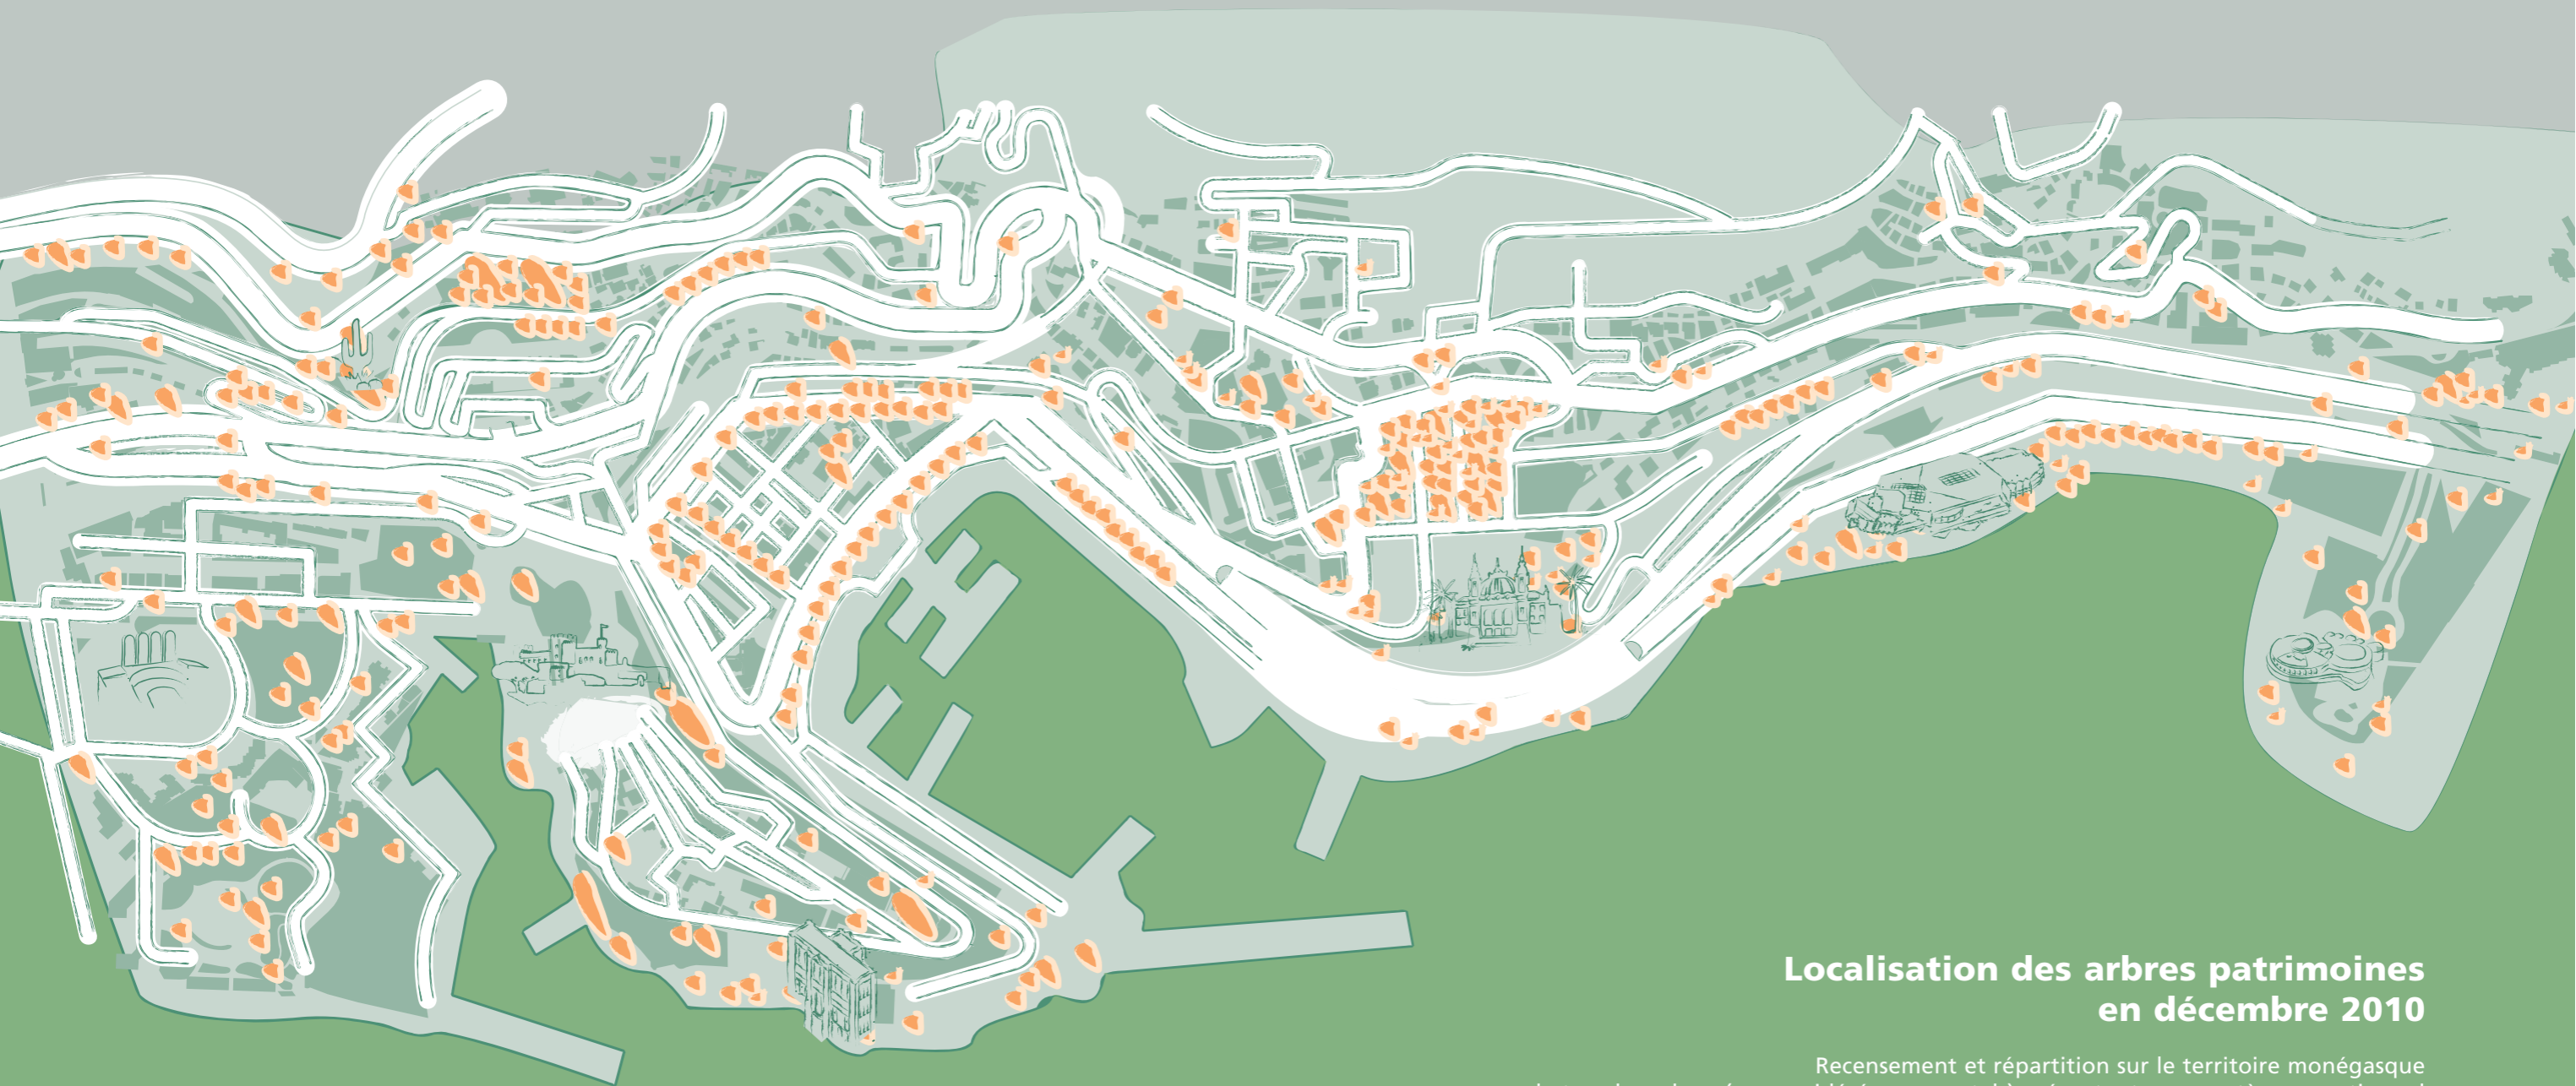 Localisation des arbres patrimoines
en décembre 2010
Recensement et répartition sur le territoire monégasque